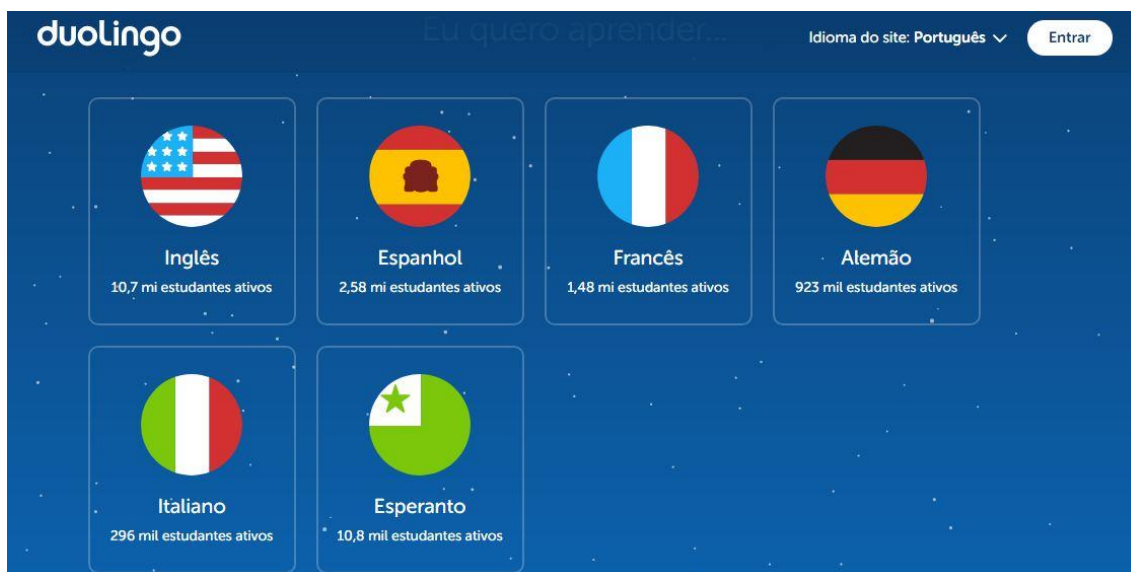 duolingo
Eu quero aprender...
Idioma do site: Português
Entrar
Inglês
10,7 mi estudantes ativos
Espanhol
2,58 mi estudantes ativos
Francês
1,48 mi estudantes ativos
Alemão
923 mil estudantes ativos
Italiano
296 mil estudantes ativos
Esperanto
10,8 mil estudantes ativos